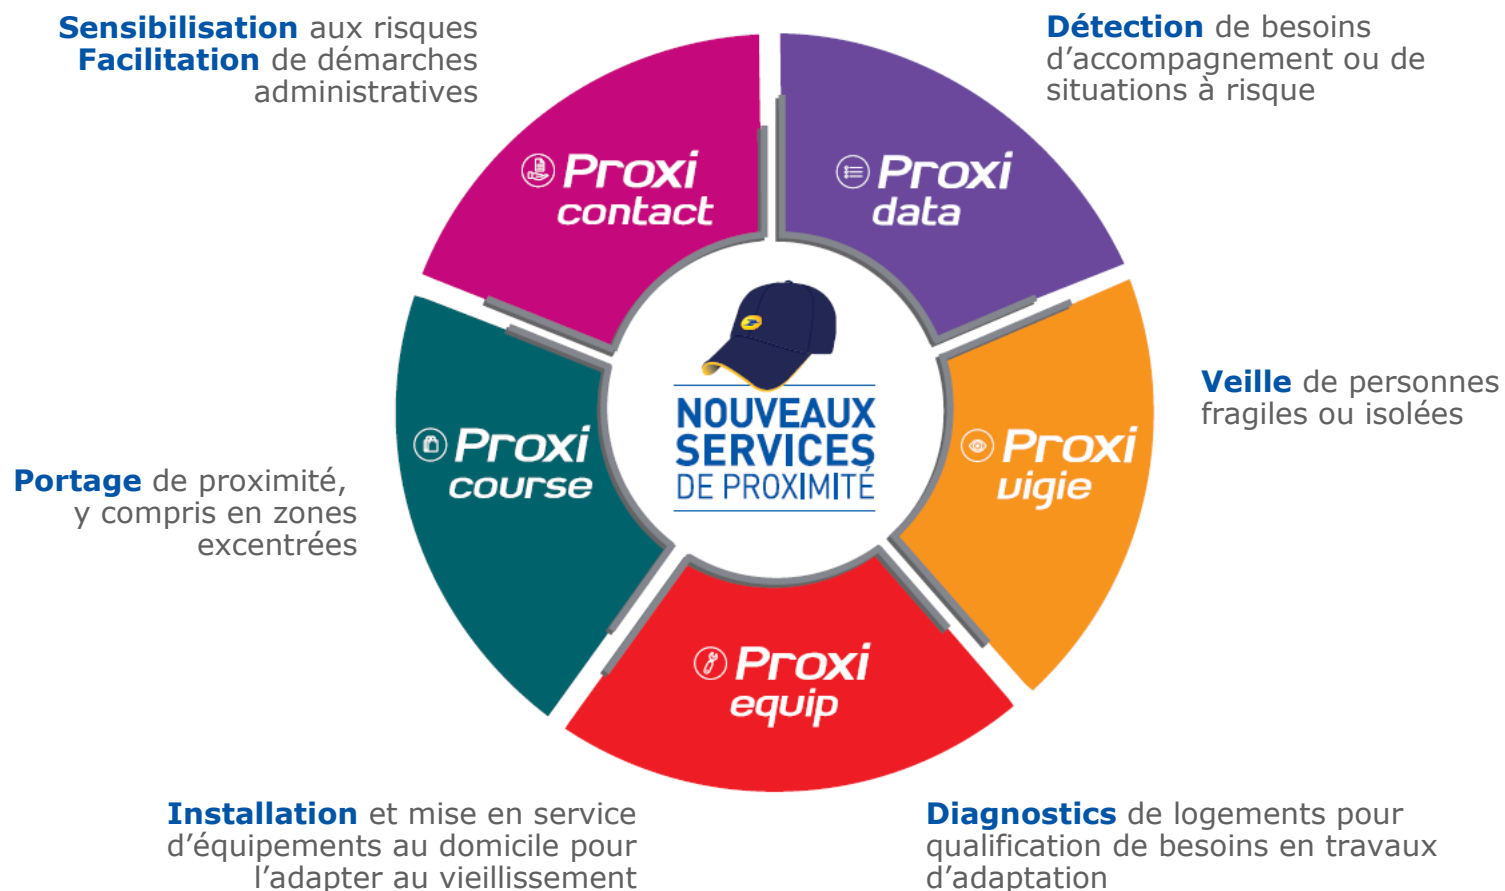 Sensibilisation aux risques
Facilitation de démarches
administratives
Détection de besoins
d’accompagnement ou de
situations à risque
Proxi
contact
Proxi
data
Veille de personnes
fragiles ou isolées
NOUVEAUX
SERVICES
DE PROXIMITÉ
Proxi
course
Proxi
vigie
Portage de proximité,
y compris en zones
excentrées
Proxi
equip
Installation et mise en service
d’équipements au domicile pour
l’adapter au vieillissement
Diagnostics de logements pour
qualification de besoins en travaux
d’adaptation